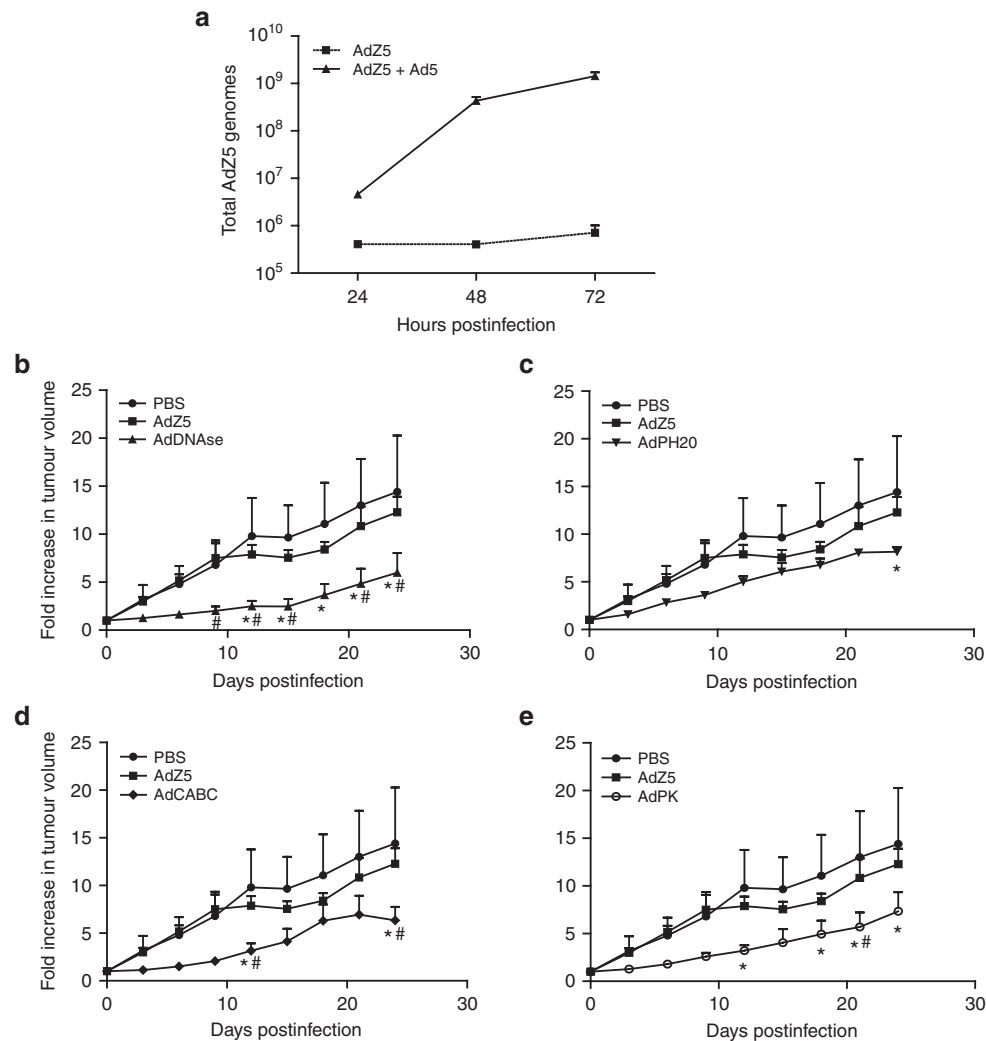 a
10^10
10^9
10^8
10^7
10^6
10^5
Total AdZ5 genomes
AdZ5
AdZ5 + Ad5
24 48 72
Hours postinfection
b
25
20
15
10
5
0
Fold increase in tumour volume
PBS
AdZ5
AdDNAse
# *# *# * *# *#
0 10 20 30
Days postinfection
c
25
20
15
10
5
0
PBS
AdZ5
AdPH20
*
0 10 20 30
Days postinfection
d
25
20
15
10
5
0
Fold increase in tumour volume
PBS
AdZ5
AdCABC
*# *#
0 10 20 30
Days postinfection
e
25
20
15
10
5
0
PBS
AdZ5
AdPK
* * *# *
0 10 20 30
Days postinfection